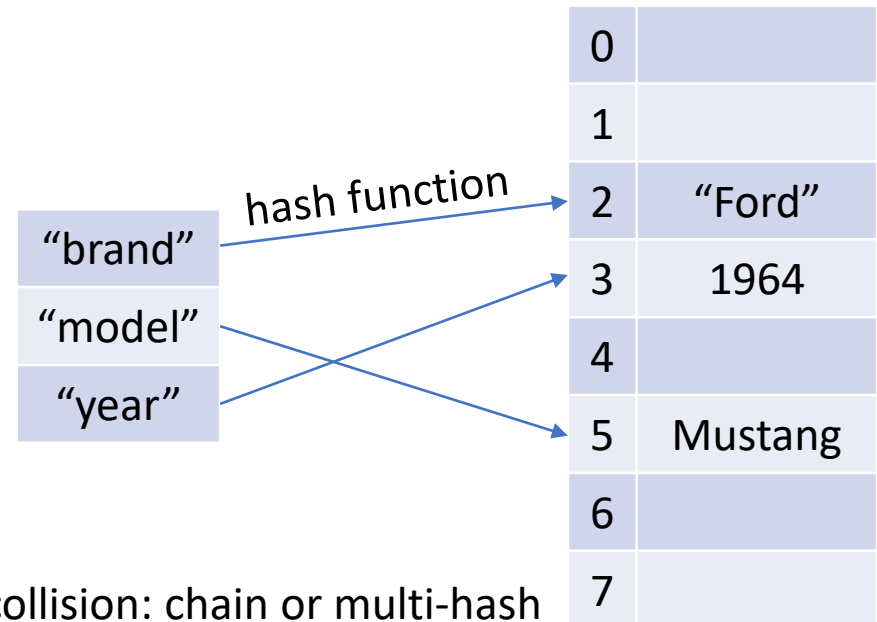 hash function
“brand”
“model”
“year”
0
1
2 “Ford”
3 1964
4
5 Mustang
6
7
ollision: chain or multi-hash